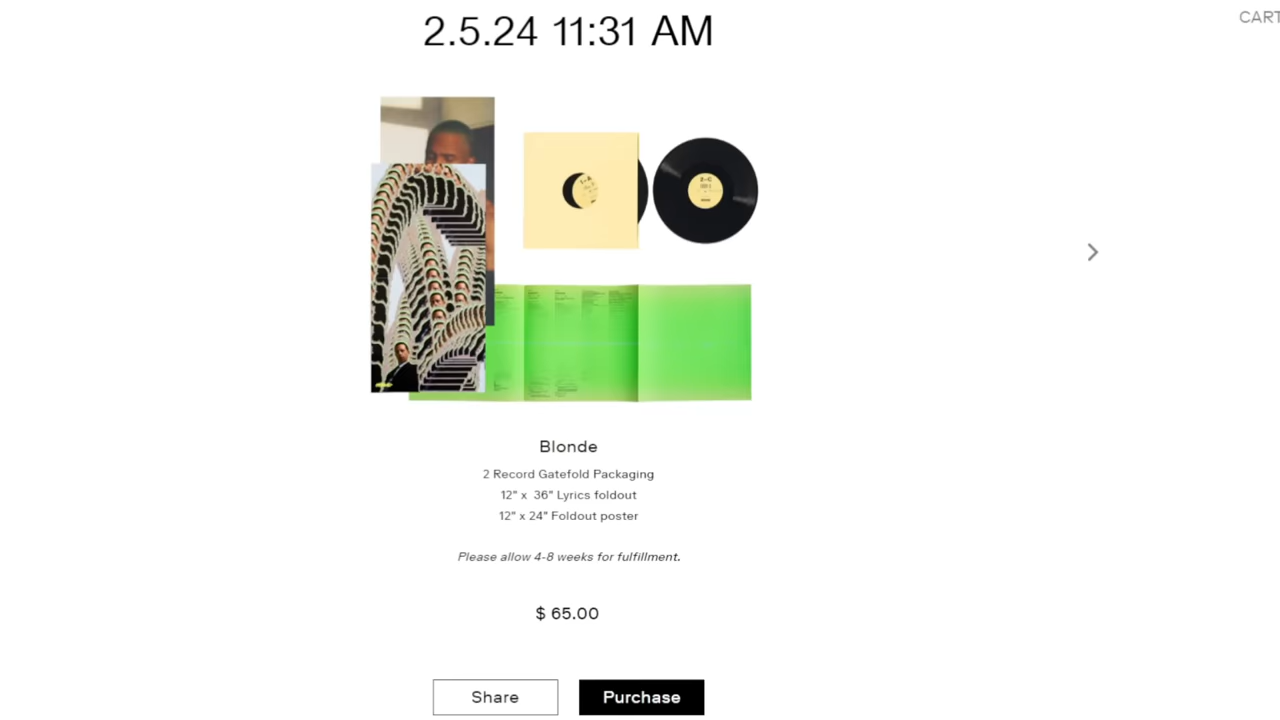 2.5.24 11:31 AM
CART
Blonde
2 Record Gatefold Packaging
12" x 36" Lyrics foldout
12" x 24" Foldout poster
Please allow 4-8 weeks for fulfillment.
$ 65.00
Share
Purchase